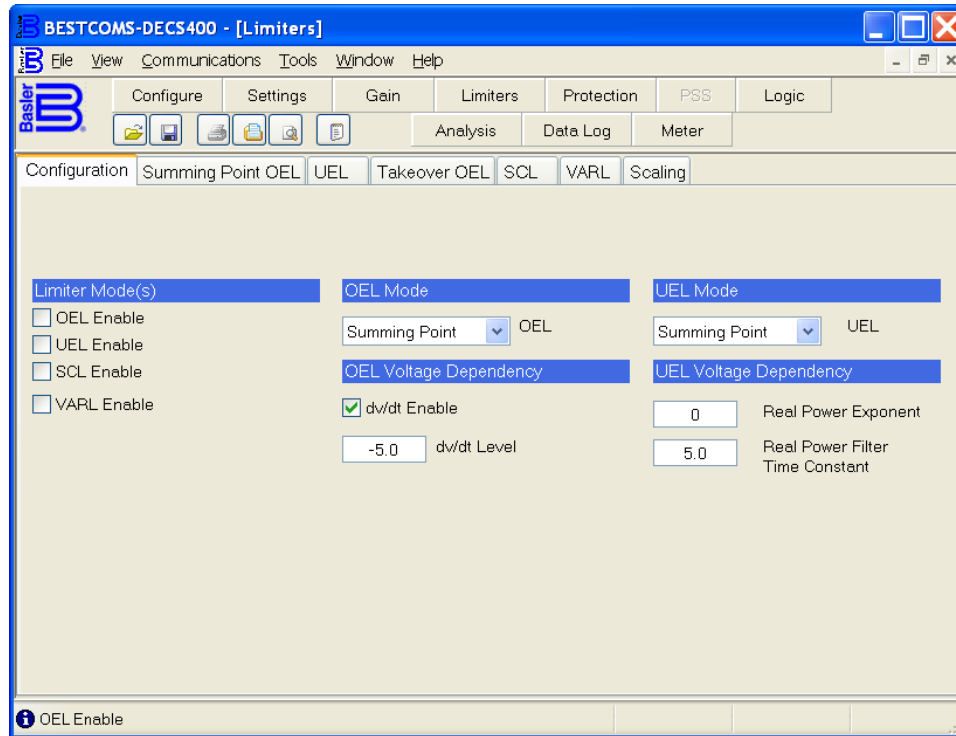 BESTCOMS-DECS400 - [Limiters]
File View Communications Tools Window Help
Basler
Configure Settings Gain Limiters Protection PSS Logic
Analysis Data Log Meter
Configuration Summing Point OEL UEL Takeover OEL SCL VARL Scaling
Limiter Mode(s)
OEL Enable
UEL Enable
SCL Enable
VARL Enable
OEL Mode
Summing Point OEL
OEL Voltage Dependency
dv/dt Enable
-5.0 dv/dt Level
UEL Mode
Summing Point UEL
UEL Voltage Dependency
0 Real Power Exponent
5.0 Real Power Filter
Time Constant
OEL Enable